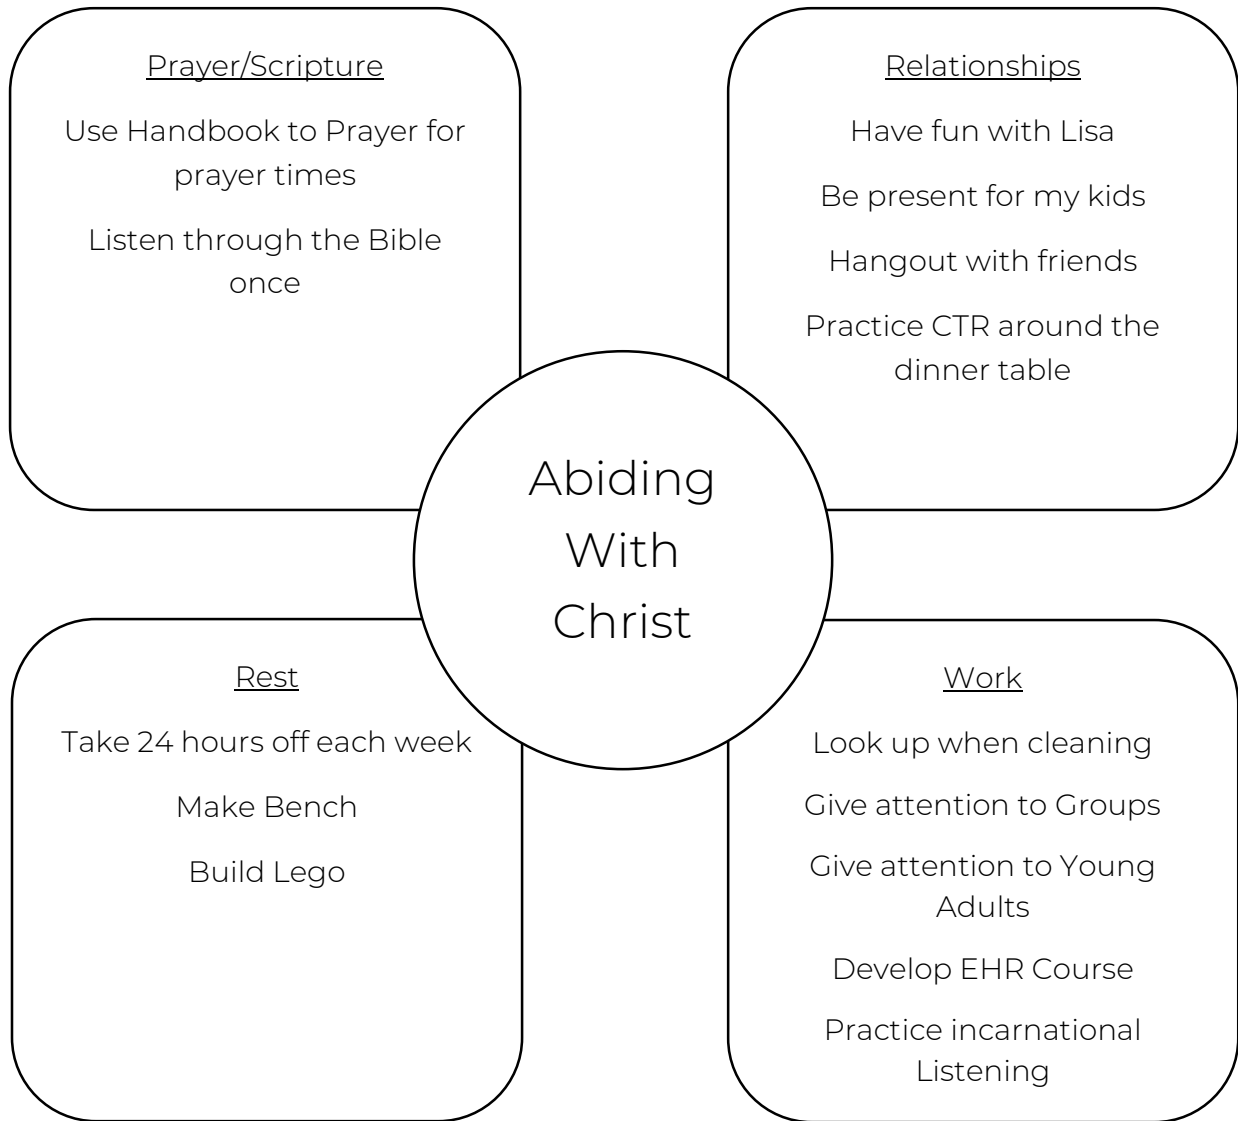 Prayer/Scripture
Use Handbook to Prayer for
prayer times
Listen through the Bible
once
Relationships
Have fun with Lisa
Be present for my kids
Hangout with friends
Practice CTR around the
dinner table
Abiding
With
Christ
Rest
Take 24 hours off each week
Make Bench
Build Lego
Work
Look up when cleaning
Give attention to Groups
Give attention to Young
Adults
Develop EHR Course
Practice incarnational
Listening